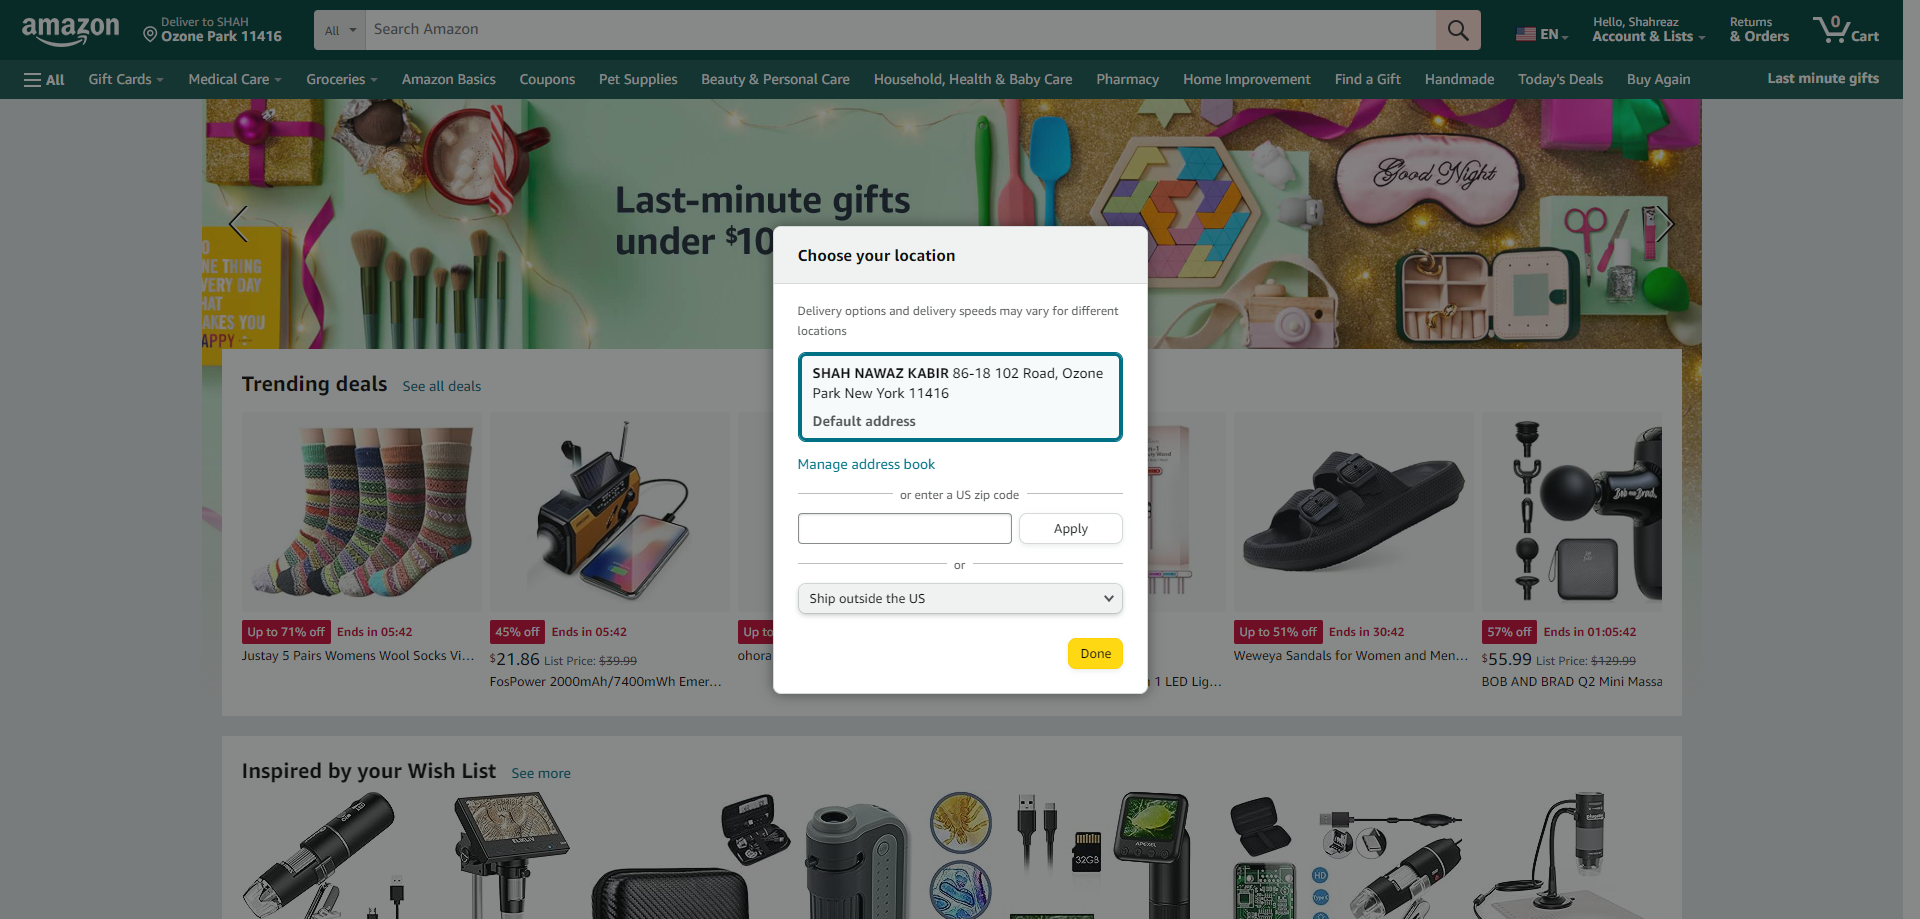 amazon
Deliver to SHAH
Ozone Park 11416
All
Search Amazon
EN
Hello, Shahreaz
Account & Lists
Returns
& Orders
0
Cart
All
Gift Cards
Medical Care
Groceries
Amazon Basics
Coupons
Pet Supplies
Beauty & Personal Care
Household, Health & Baby Care
Pharmacy
Home Improvement
Find a Gift
Handmade
Today's Deals
Buy Again
Last minute gifts
Last-minute gifts
under $10
Good Night
NE THING
VERY DAY
HAT
AKES YOU
APPY
Choose your location
Delivery options and delivery speeds may vary for different
locations
SHAH NAWAZ KABIR 86-18 102 Road, Ozone
Park New York 11416
Default address
Manage address book
or enter a US zip code
Apply
or
Ship outside the US
Done
Trending deals
See all deals
Bob and Brad
Up to 71% off
Ends in 05:42
Justay 5 Pairs Womens Wool Socks Vi...
45% off
Ends in 05:42
$21.86 List Price: $39.99
FosPower 2000mAh/7400mWh Emer...
Up to
ohora
1 LED Lig...
Up to 51% off
Ends in 30:42
Weweya Sandals for Women and Men...
57% off
Ends in 01:05:42
$55.99 List Price: $129.99
BOB AND BRAD Q2 Mini Massa
Inspired by your Wish List
See more
32GB
APEXEL
HD